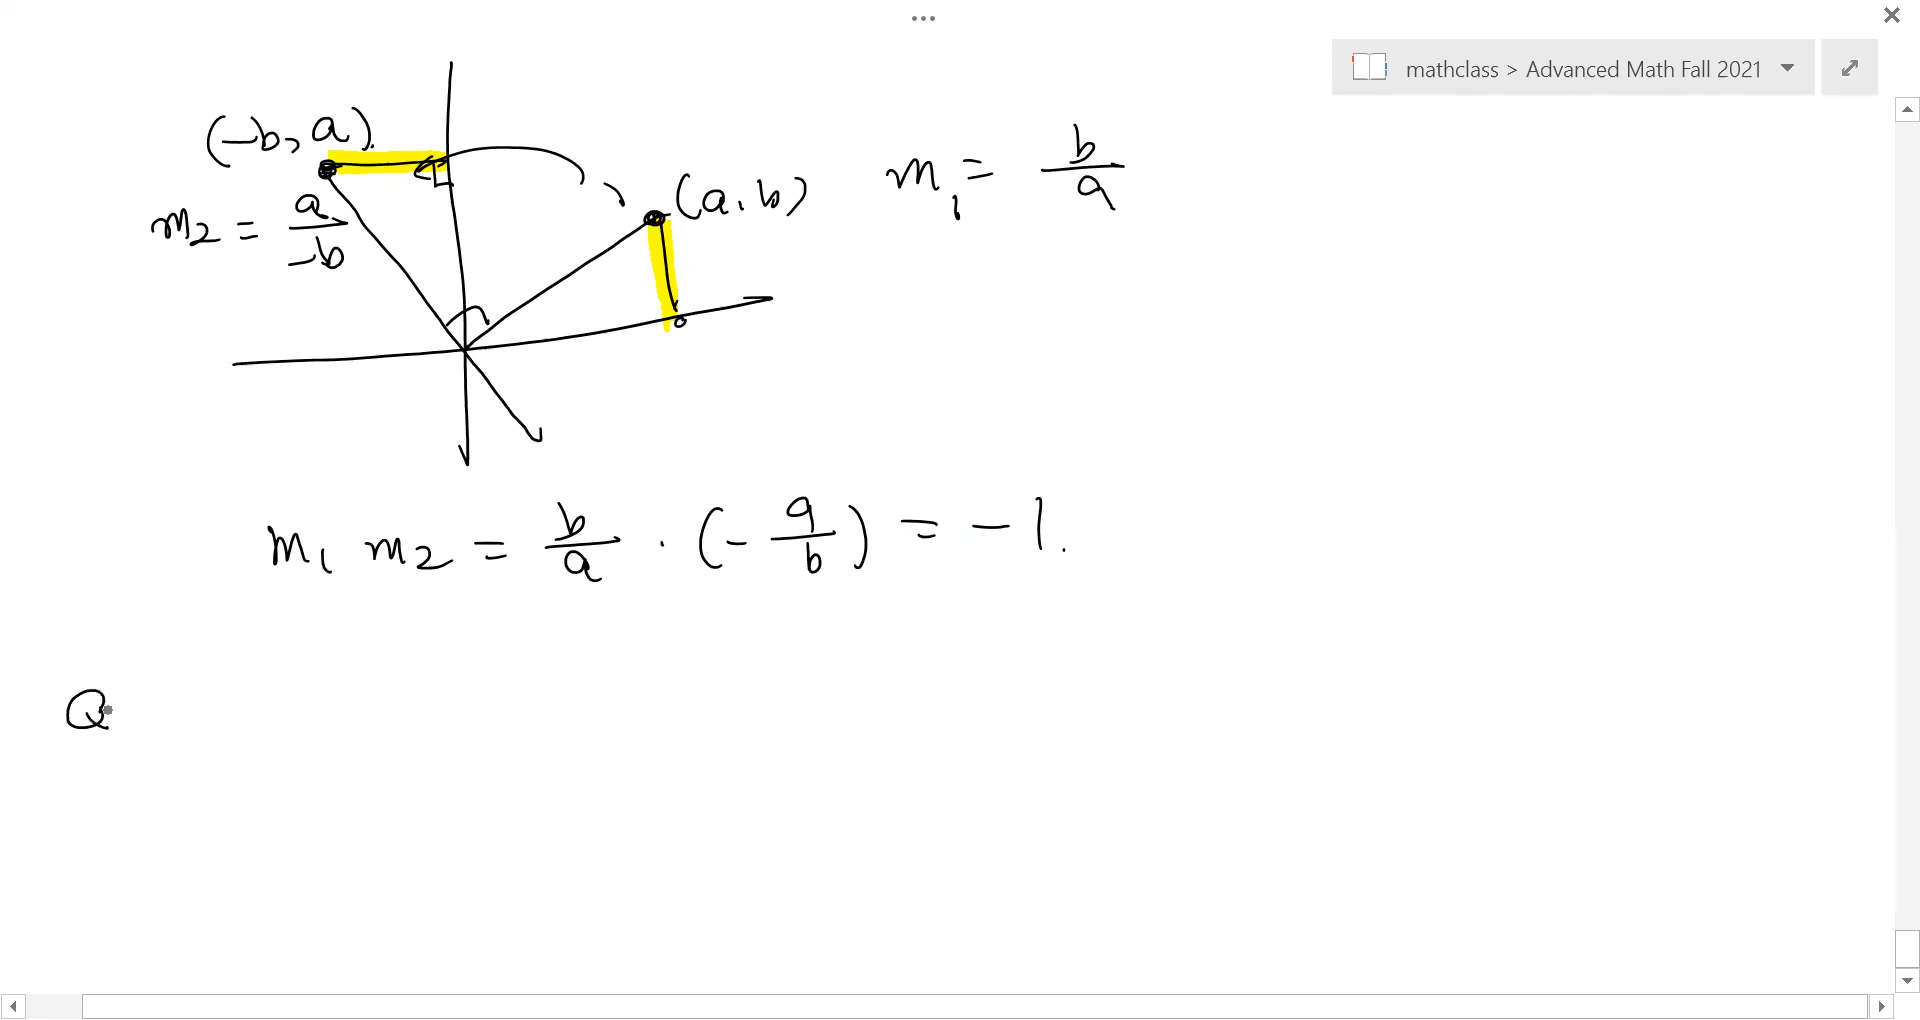 mathclass > Advanced Math Fall 2021
(-b, a).
(a, b)
m₁ = b/a
m₂ = a/-b
m₁ m₂ = b/a · (- a/b) = -1.
Q